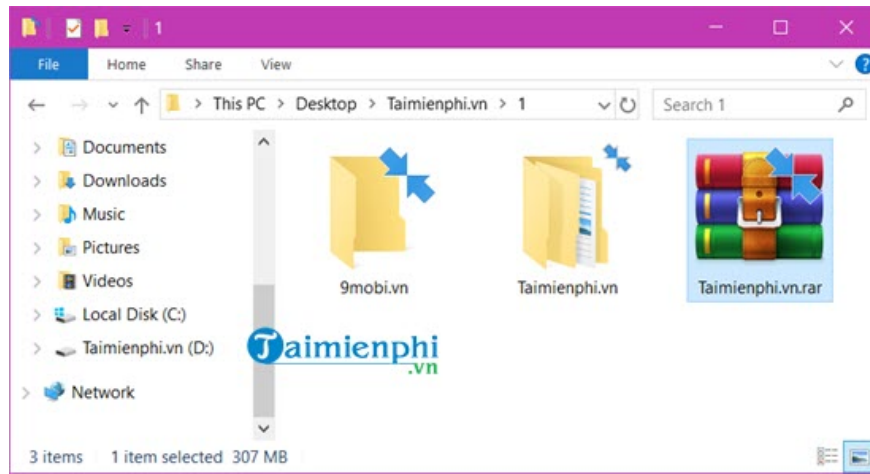 1
File Home Share View
This PC > Desktop > Taimienphi.vn > 1
Search 1
Documents
Downloads
Music
Pictures
Videos
Local Disk (C:)
Taimienphi.vn (D:)
Network
9mobi.vn
Taimienphi.vn
Taimienphi.vn.rar
Taimienphi
.vn
3 items 1 item selected 307 MB